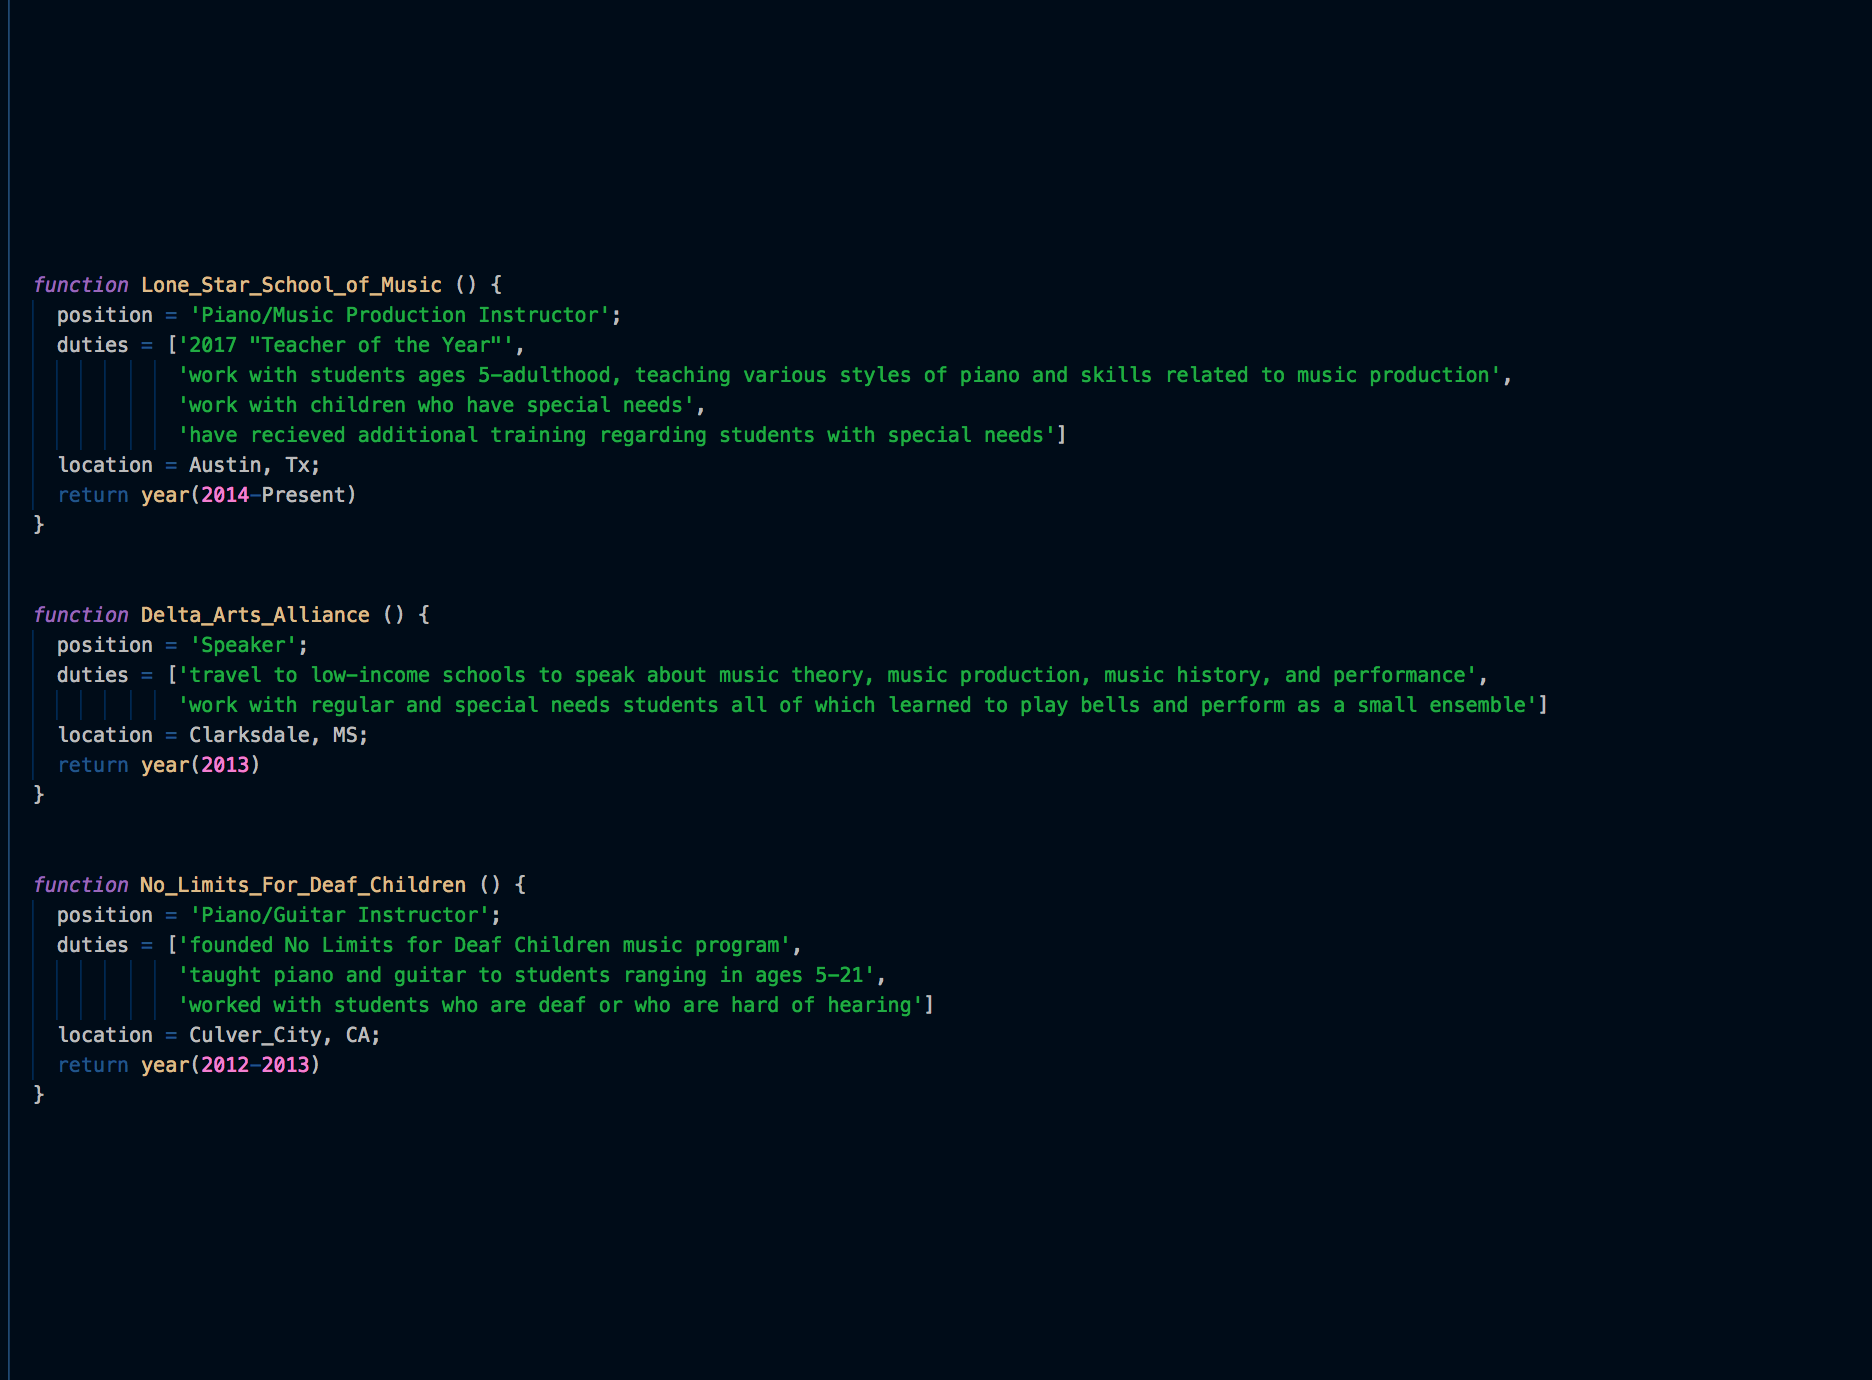 function Lone_Star_School_of_Music () {
position = 'Piano/Music Production Instructor';
duties = ['2017 "Teacher of the Year"',
'work with students ages 5-adulthood, teaching various styles of piano and skills related to music production',
'work with children who have special needs',
'have recieved additional training regarding students with special needs']
location = Austin, Tx;
return year(2014-Present)
}
function Delta_Arts_Alliance () {
position = 'Speaker';
duties = ['travel to low-income schools to speak about music theory, music production, music history, and performance',
'work with regular and special needs students all of which learned to play bells and perform as a small ensemble']
location = Clarksdale, MS;
return year(2013)
}
function No_Limits_For_Deaf_Children () {
position = 'Piano/Guitar Instructor';
duties = ['founded No Limits for Deaf Children music program',
'taught piano and guitar to students ranging in ages 5-21',
'worked with students who are deaf or who are hard of hearing']
location = Culver_City, CA;
return year(2012-2013)
}